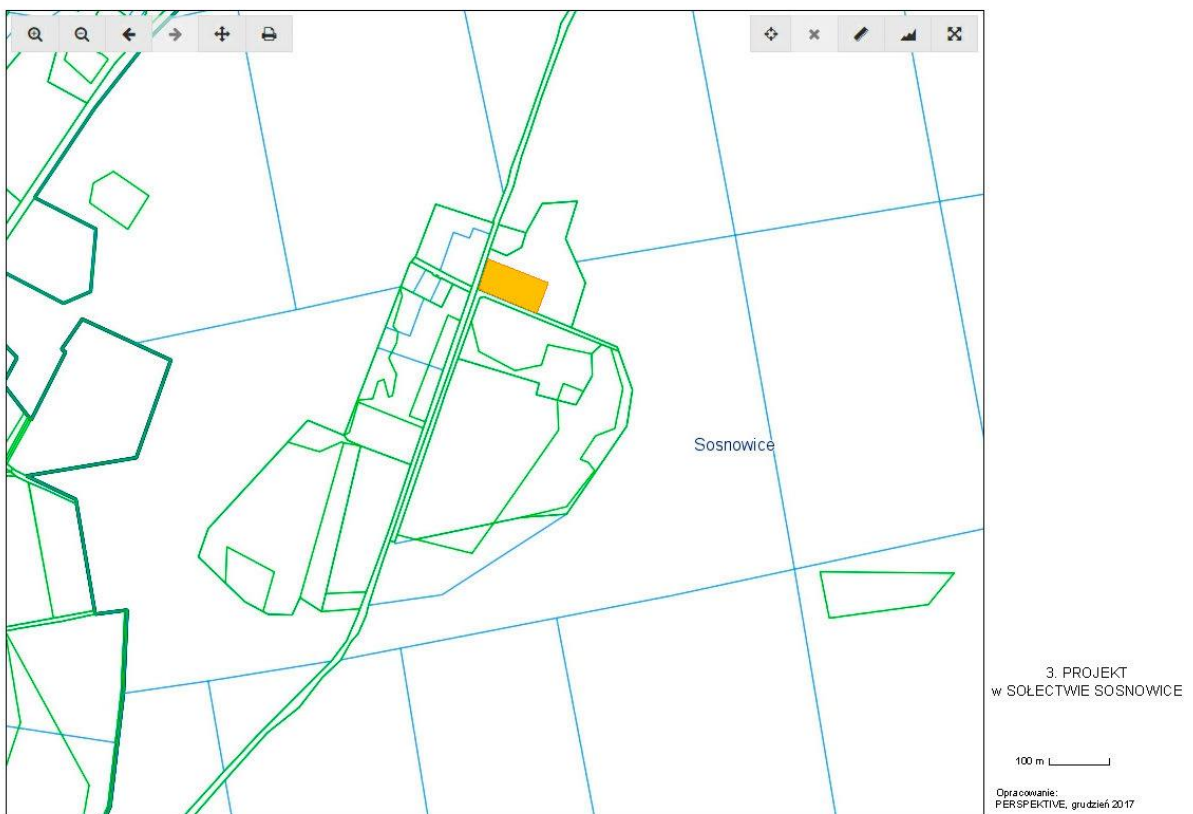 Sosnowice
3. PROJEKT
w SOŁECTWIE SOSNOWICE
100 m
Opracowanie:
PERSPEKTIVE, grudzień 2017